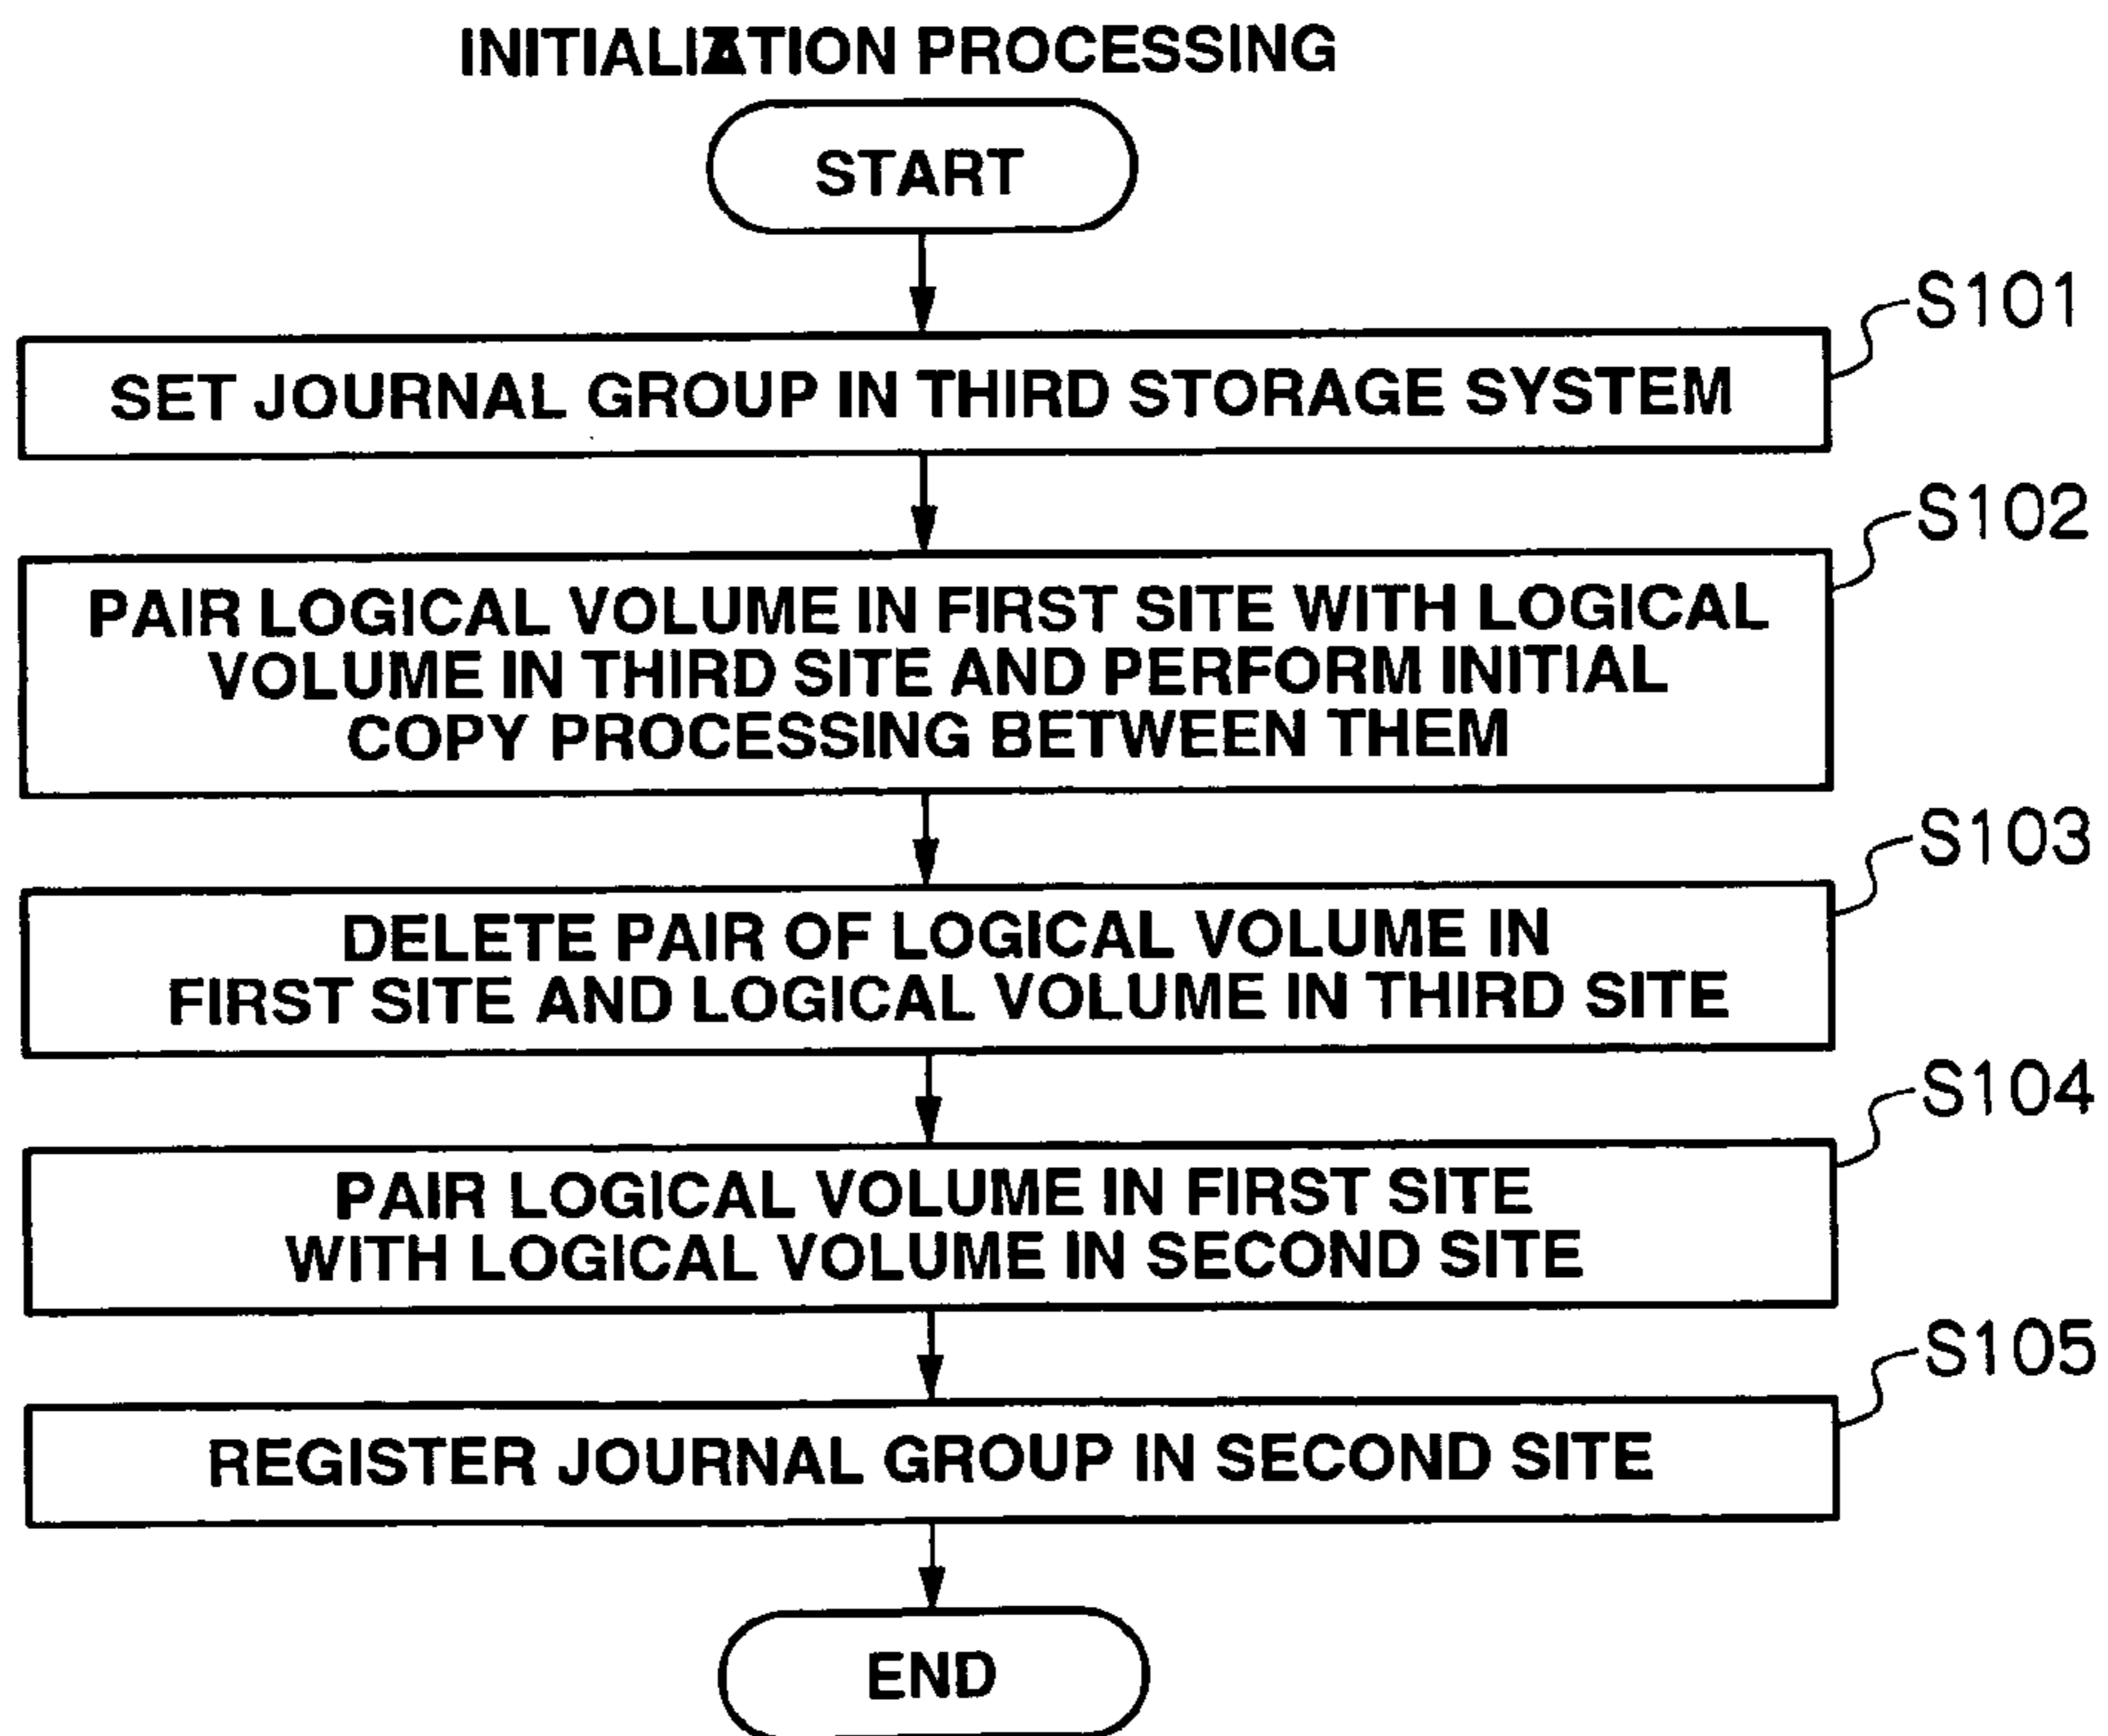 INITIALIZATION PROCESSING
START
S101
SET JOURNAL GROUP IN THIRD STORAGE SYSTEM
S102
PAIR LOGICAL VOLUME IN FIRST SITE WITH LOGICAL
VOLUME IN THIRD SITE AND PERFORM INITIAL
COPY PROCESSING BETWEEN THEM
S103
DELETE PAIR OF LOGICAL VOLUME IN
FIRST SITE AND LOGICAL VOLUME IN THIRD SITE
S104
PAIR LOGICAL VOLUME IN FIRST SITE
WITH LOGICAL VOLUME IN SECOND SITE
S105
REGISTER JOURNAL GROUP IN SECOND SITE
END